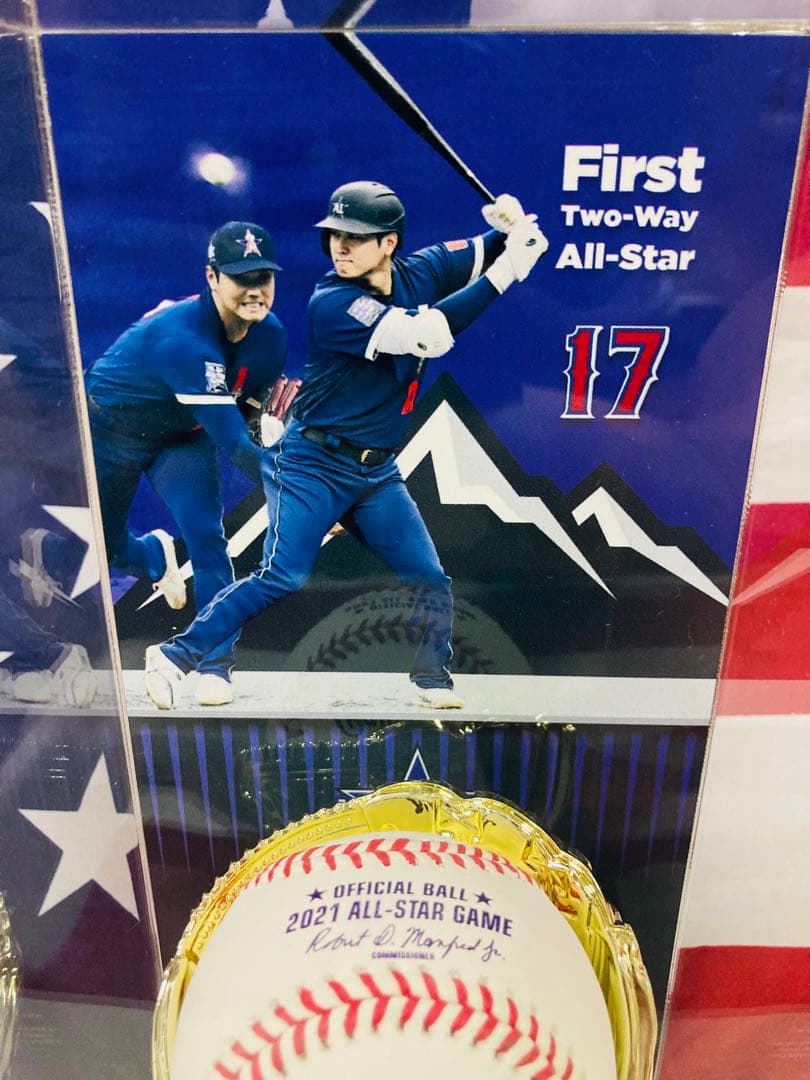 First
Two-Way
All-Star
17
OFFICIAL BALL
2021 ALL-STAR GAME
Robert D. Manfred Jr.
COMMISSIONER